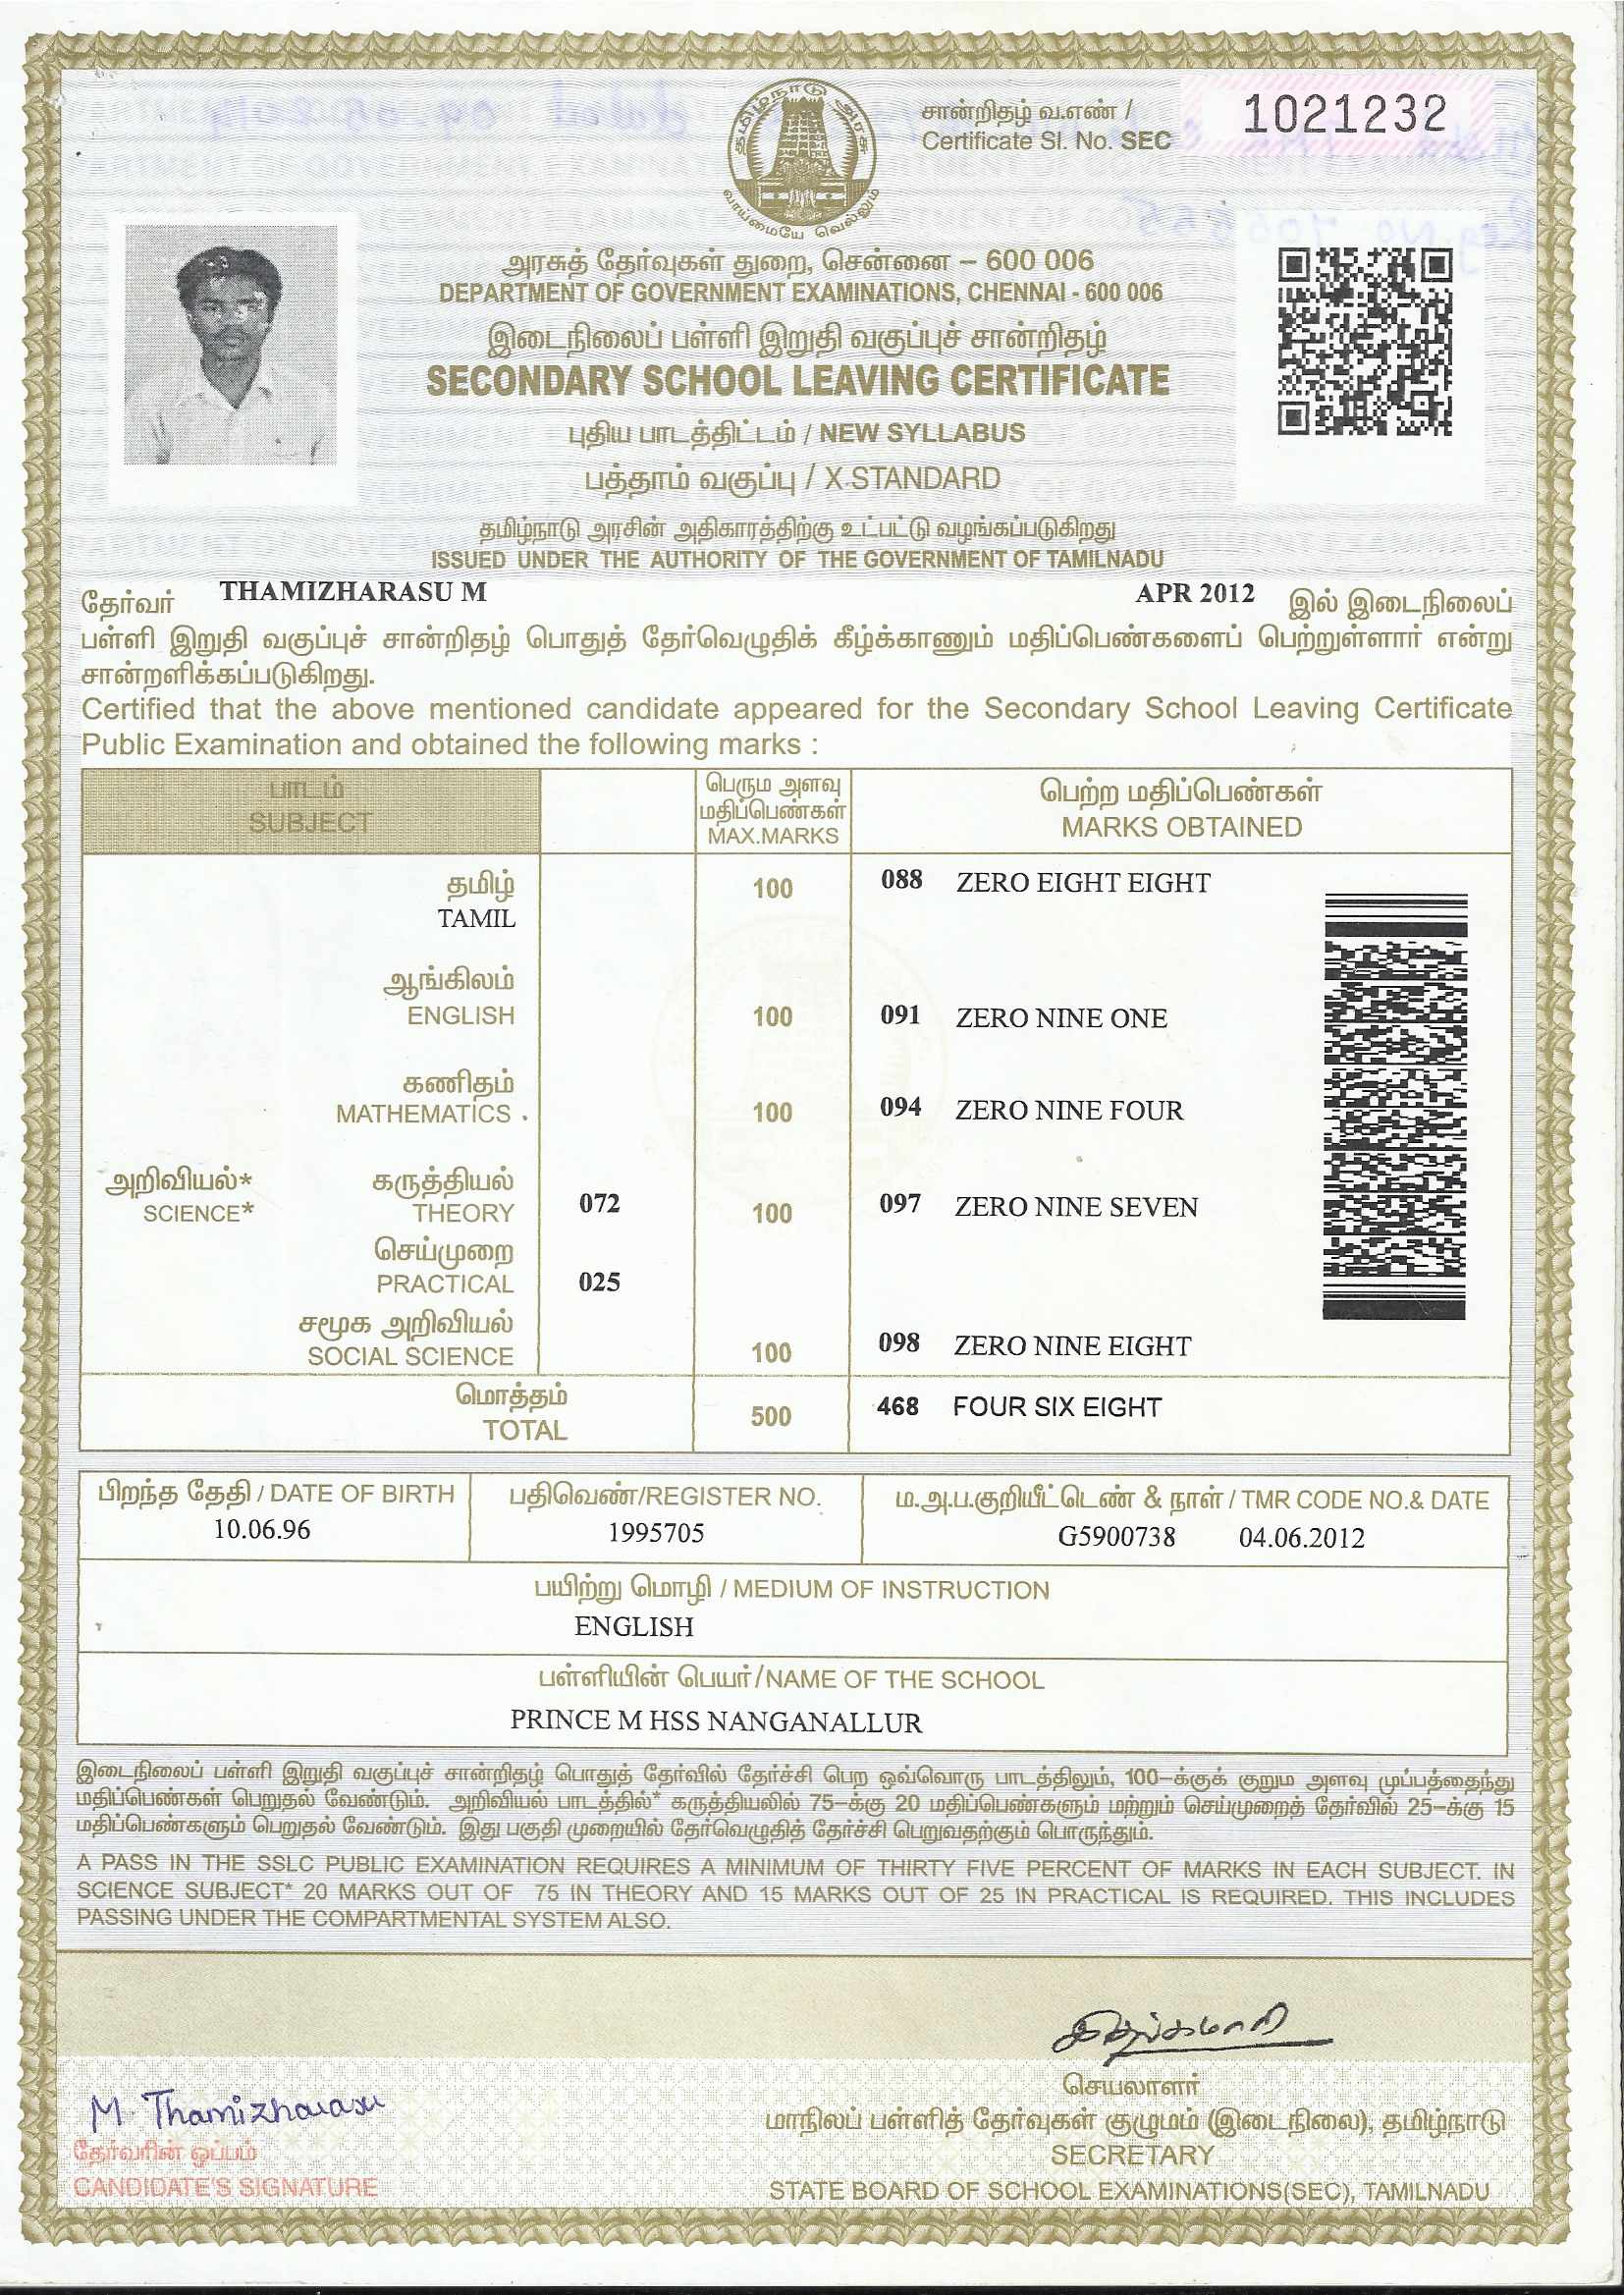 தமிழ்நாடு அரசு
வாய்மையே வெல்லும்
சான்றிதழ் வ.எண் /
Certificate Sl. No. SEC 1021232
அரசுத் தேர்வுகள் துறை, சென்னை – 600 006
DEPARTMENT OF GOVERNMENT EXAMINATIONS, CHENNAI - 600 006
இடைநிலைப் பள்ளி இறுதி வகுப்புச் சான்றிதழ்
SECONDARY SCHOOL LEAVING CERTIFICATE
புதிய பாடத்திட்டம் / NEW SYLLABUS
பத்தாம் வகுப்பு / X-STANDARD
தமிழ்நாடு அரசின் அதிகாரத்திற்கு உட்பட்டு வழங்கப்படுகிறது
ISSUED UNDER THE AUTHORITY OF THE GOVERNMENT OF TAMILNADU
தேர்வர் THAMIZHARASU M APR 2012 இல் இடைநிலைப்
பள்ளி இறுதி வகுப்புச் சான்றிதழ் பொதுத் தேர்வெழுதிக் கீழ்க்காணும் மதிப்பெண்களைப் பெற்றுள்ளார் என்று
சான்றளிக்கப்படுகிறது.
Certified that the above mentioned candidate appeared for the Secondary School Leaving Certificate
Public Examination and obtained the following marks :
பாடம்
SUBJECT
பெரும அளவு
மதிப்பெண்கள்
MAX.MARKS
பெற்ற மதிப்பெண்கள்
MARKS OBTAINED
தமிழ் 100 088 ZERO EIGHT EIGHT
TAMIL
ஆங்கிலம்
ENGLISH 100 091 ZERO NINE ONE
கணிதம்
MATHEMATICS 100 094 ZERO NINE FOUR
அறிவியல்* கருத்தியல்
SCIENCE* THEORY 072 100 097 ZERO NINE SEVEN
செய்முறை
PRACTICAL 025
சமூக அறிவியல்
SOCIAL SCIENCE 100 098 ZERO NINE EIGHT
மொத்தம்
TOTAL 500 468 FOUR SIX EIGHT
பிறந்த தேதி / DATE OF BIRTH பதிவெண்/REGISTER NO. ம.அ.ப.குறியீட்டெண் & நாள் / TMR CODE NO.& DATE
10.06.96 1995705 G5900738 04.06.2012
பயிற்று மொழி / MEDIUM OF INSTRUCTION
ENGLISH
பள்ளியின் பெயர்/NAME OF THE SCHOOL
PRINCE M HSS NANGANALLUR
இடைநிலைப் பள்ளி இறுதி வகுப்புச் சான்றிதழ் பொதுத் தேர்வில் தேர்ச்சி பெற ஒவ்வொரு பாடத்திலும், 100–க்குக் குறும அளவு முப்பத்தைந்து
மதிப்பெண்கள் பெறுதல் வேண்டும். அறிவியல் பாடத்தில்* கருத்தியலில் 75–க்கு 20 மதிப்பெண்களும் மற்றும் செய்முறைத் தேர்வில் 25–க்கு 15
மதிப்பெண்களும் பெறுதல் வேண்டும். இது பகுதி முறையில் தேர்வெழுதித் தேர்ச்சி பெறுவதற்கும் பொருந்தும்.
A PASS IN THE SSLC PUBLIC EXAMINATION REQUIRES A MINIMUM OF THIRTY FIVE PERCENT OF MARKS IN EACH SUBJECT. IN
SCIENCE SUBJECT* 20 MARKS OUT OF 75 IN THEORY AND 15 MARKS OUT OF 25 IN PRACTICAL IS REQUIRED. THIS INCLUDES
PASSING UNDER THE COMPARTMENTAL SYSTEM ALSO.
செயலாளர்
M. Thamizharasu
மாநிலப் பள்ளித் தேர்வுகள் குழுமம் (இடைநிலை), தமிழ்நாடு
தேர்வரின் ஒப்பம்
SECRETARY
CANDIDATE'S SIGNATURE
STATE BOARD OF SCHOOL EXAMINATIONS(SEC), TAMILNADU